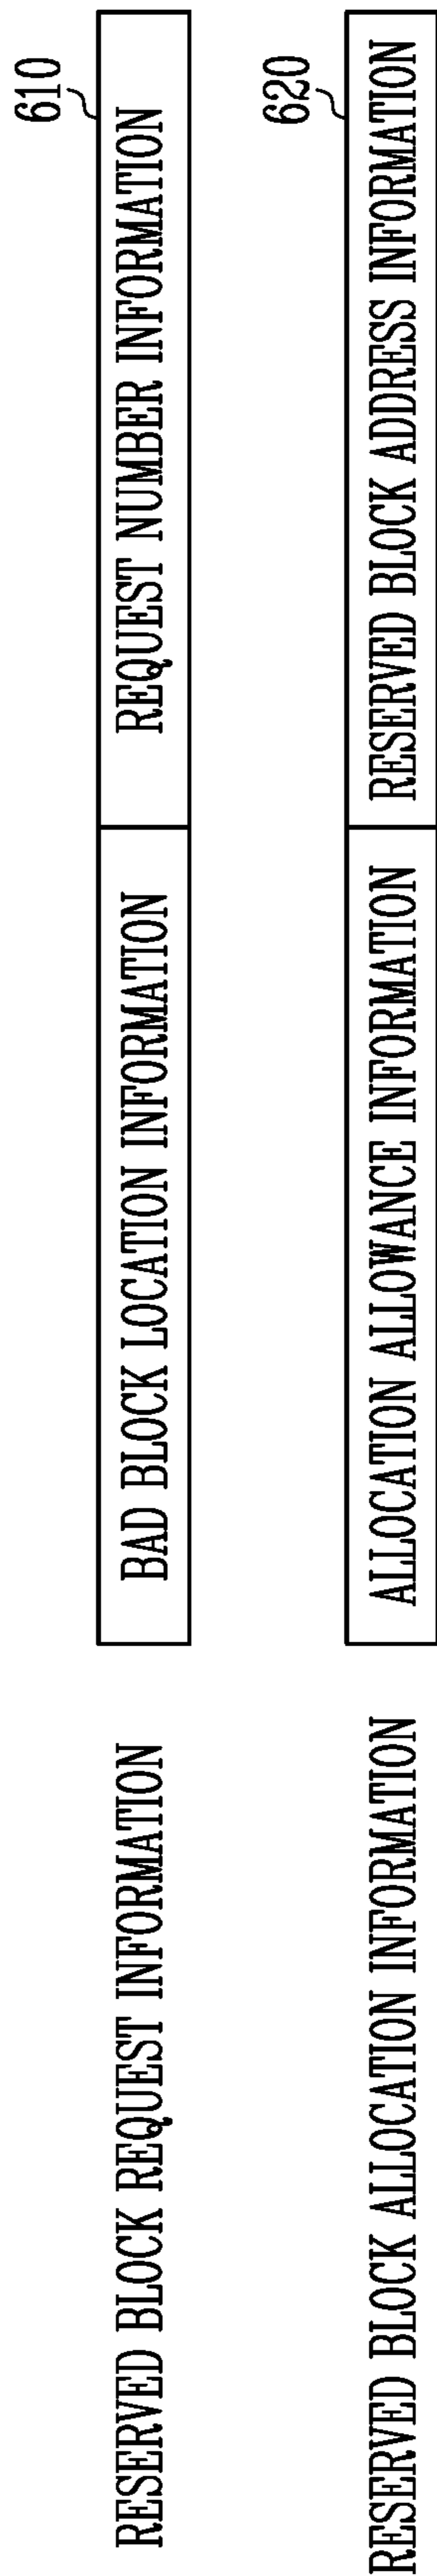 610
RESERVED BLOCK REQUEST INFORMATION BAD BLOCK LOCATION INFORMATION REQUEST NUMBER INFORMATION
620
RESERVED BLOCK ALLOCATION INFORMATION ALLOCATION ALLOWANCE INFORMATION RESERVED BLOCK ADDRESS INFORMATION